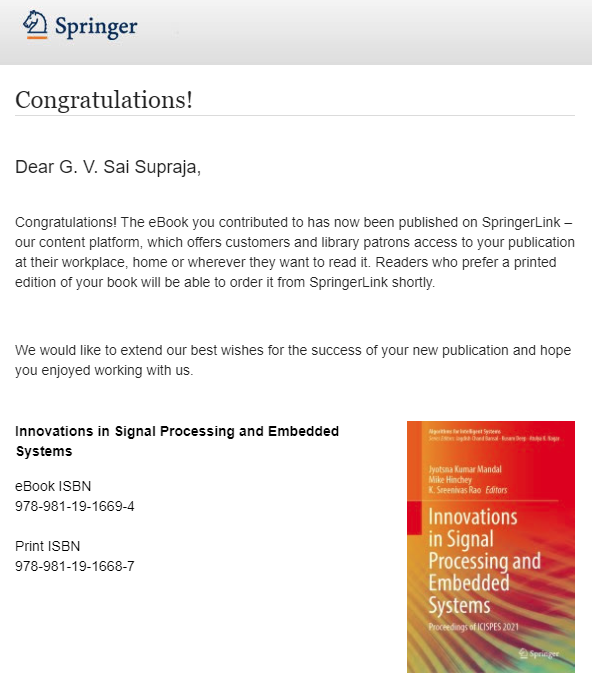 Springer
Congratulations!
Dear G. V. Sai Supraja,
Congratulations! The eBook you contributed to has now been published on SpringerLink –
our content platform, which offers customers and library patrons access to your publication
at their workplace, home or wherever they want to read it. Readers who prefer a printed
edition of your book will be able to order it from SpringerLink shortly.
We would like to extend our best wishes for the success of your new publication and hope
you enjoyed working with us.
Innovations in Signal Processing and Embedded
Systems
eBook ISBN
978-981-19-1669-4
Print ISBN
978-981-19-1668-7
Algorithms for Intelligent Systems
Series Editors: Jagdish Chand Bansal · Kusum Deep · Atulya K. Nagar
Jyotsna Kumar Mandal
Mike Hinchey
K. Sreenivas Rao Editors
Innovations
in Signal
Processing and
Embedded
Systems
Proceedings of ICISPES 2021
Springer